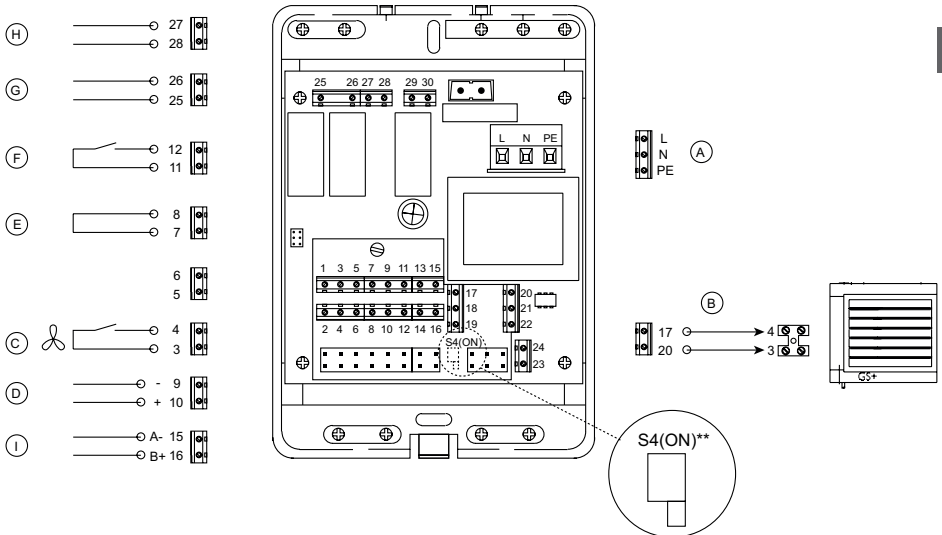 H
27
28
G
26
25
F
12
11
E
8
7
6
5
C
4
3
D
- 9
+ 10
I
A- 15
B+ 16
25 26 27 28 29 30
L N PE
1 3 5 7 9 11 13 15
2 4 6 8 10 12 14 16
17
18
19
20
21
22
S4(ON)
24
23
L
N
PE
A
B
17 4
20 3
GS+
S4(ON)**